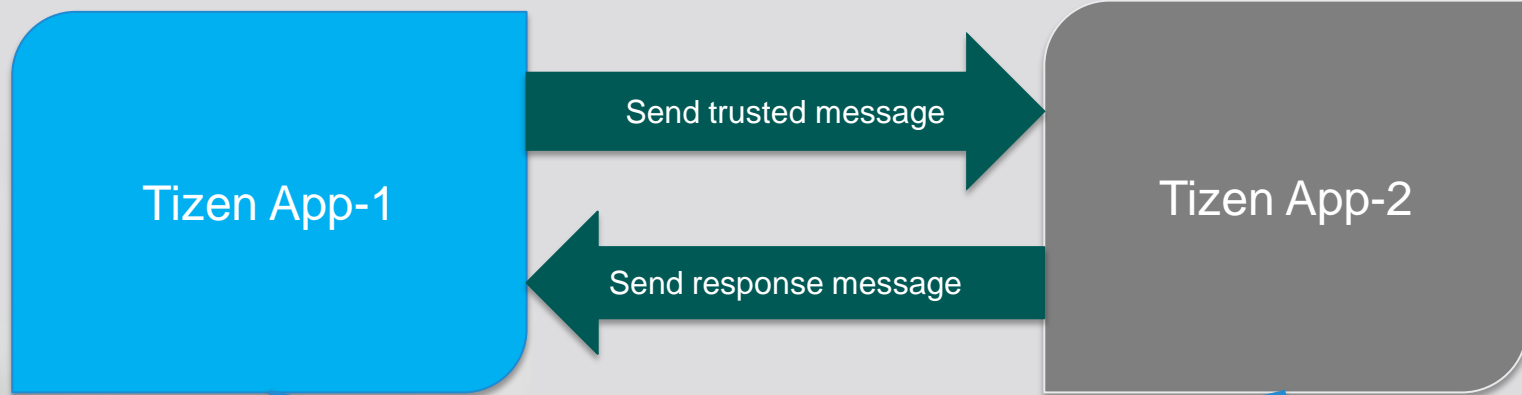 Send trusted message
Tizen App-1
Tizen App-2
Send response message